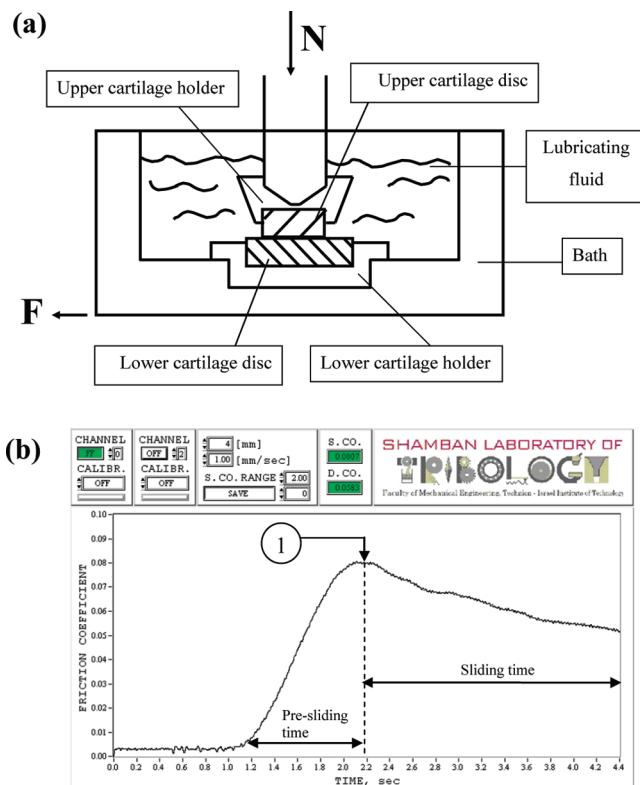 (a)
N
Upper cartilage holder
Upper cartilage disc
Lubricating
fluid
Bath
F
Lower cartilage disc
Lower cartilage holder
(b)
CHANNEL
FF 0
CALIBR.
OFF
CHANNEL
OFF 2
CALIBR.
OFF
4 [mm]
1.00 [mm/sec]
S.CO.RANGE 2.00
SAVE 0
S.CO.
0.0807
D.CO.
0.0583
SHAMBAN LABORATORY OF
TRIBOLOGY
Faculty of Mechanical Engineering, Technion - Israel Institute of Technology
FRICTION COEFFICIENT
0.10
0.09
0.08
0.07
0.06
0.05
0.04
0.03
0.02
0.01
0.00
1
Sliding time
Pre-sliding
time
0.0 0.2 0.4 0.6 0.8 1.0 1.2 1.4 1.6 1.8 2.0 2.2 2.4 2.6 2.8 3.0 3.2 3.4 3.6 3.8 4.0 4.2 4.4
TIME, sec